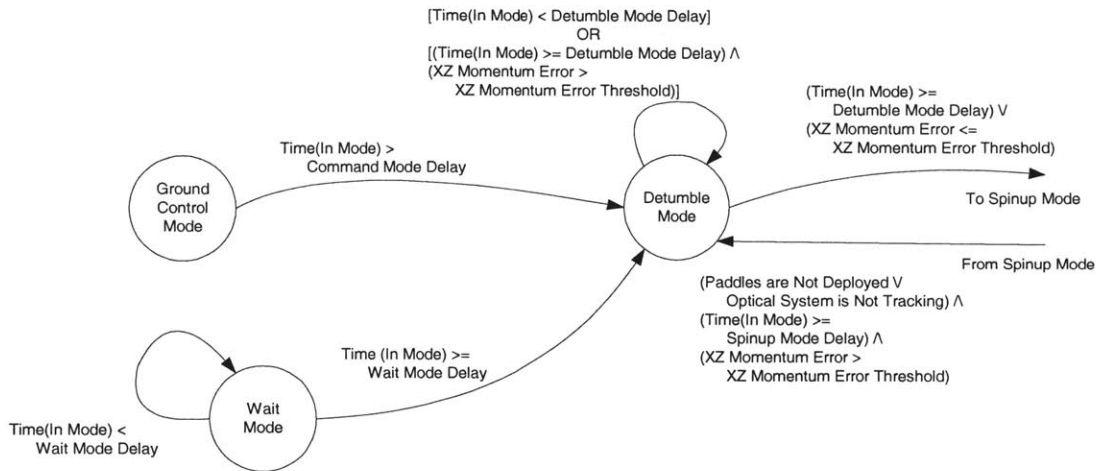 [Time(In Mode) < Detumble Mode Delay]
OR
[(Time(In Mode) >= Detumble Mode Delay) Λ
(XZ Momentum Error >
XZ Momentum Error Threshold)]
(Time(In Mode) >=
Detumble Mode Delay) V
(XZ Momentum Error <=
XZ Momentum Error Threshold)
Time(In Mode) >
Command Mode Delay
Ground
Control
Mode
Detumble
Mode
To Spinup Mode
From Spinup Mode
(Paddles are Not Deployed V
Optical System is Not Tracking) Λ
(Time(In Mode) >=
Spinup Mode Delay) Λ
(XZ Momentum Error >
XZ Momentum Error Threshold)
Time (In Mode) >=
Wait Mode Delay
Wait
Mode
Time(In Mode) <
Wait Mode Delay